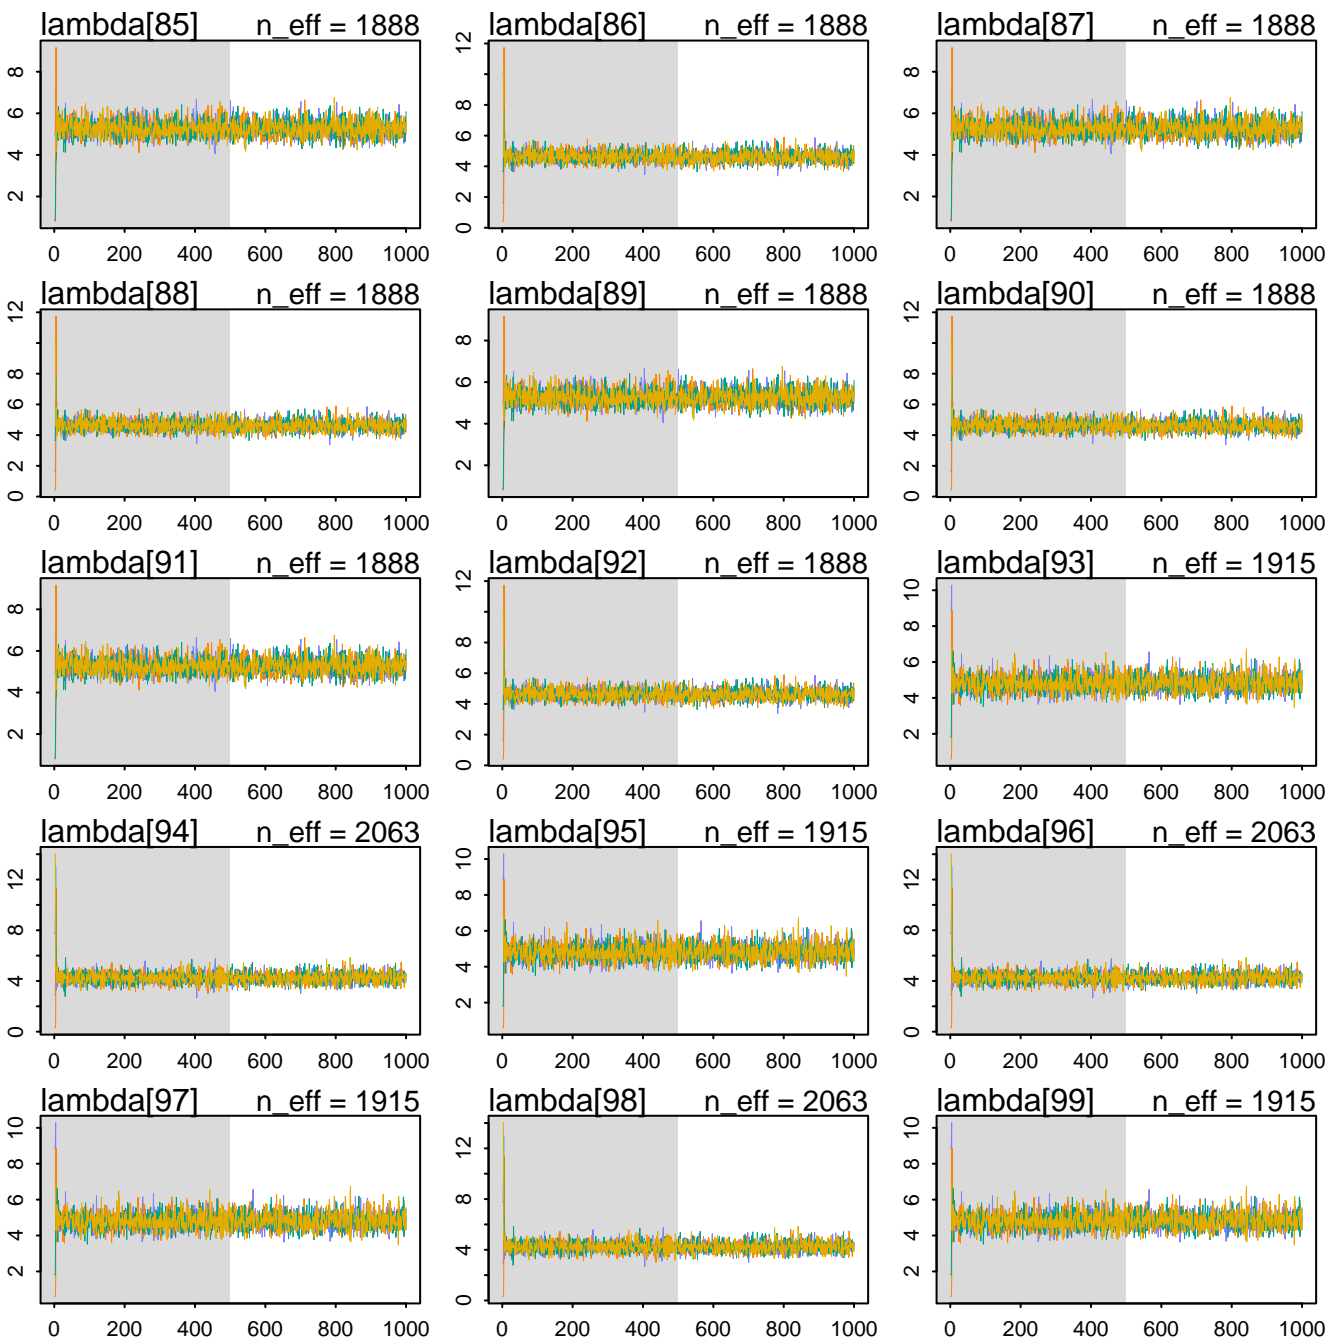 lambda[85] n_eff = 1888 lambda[86] n_eff = 1888 lambda[87] n_eff = 1888
2 4 6 8
0 2 4 6 8 12
2 4 6 8
0 200 400 600 800 1000 0 200 400 600 800 1000 0 200 400 600 800 1000
lambda[88] n_eff = 1888 lambda[89] n_eff = 1888 lambda[90] n_eff = 1888
0 2 4 6 8 12
2 4 6 8
0 2 4 6 8 12
0 200 400 600 800 1000 0 200 400 600 800 1000 0 200 400 600 800 1000
lambda[91] n_eff = 1888 lambda[92] n_eff = 1888 lambda[93] n_eff = 1915
2 4 6 8
0 2 4 6 8 12
2 4 6 8 10
0 200 400 600 800 1000 0 200 400 600 800 1000 0 200 400 600 800 1000
lambda[94] n_eff = 2063 lambda[95] n_eff = 1915 lambda[96] n_eff = 2063
0 4 8 12
2 4 6 8 10
0 4 8 12
0 200 400 600 800 1000 0 200 400 600 800 1000 0 200 400 600 800 1000
lambda[97] n_eff = 1915 lambda[98] n_eff = 2063 lambda[99] n_eff = 1915
2 4 6 8 10
0 4 8 12
2 4 6 8 10
0 200 400 600 800 1000 0 200 400 600 800 1000 0 200 400 600 800 1000